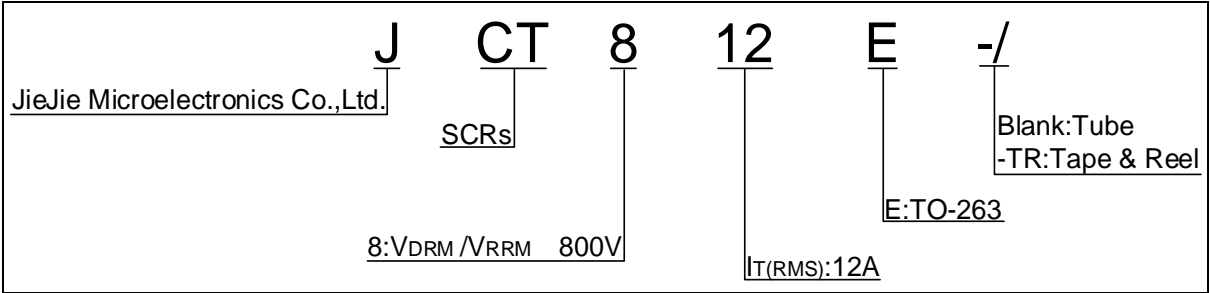 J CT 8 12 E -/
JieJie Microelectronics Co.,Ltd.
SCRs
Blank:Tube
-TR:Tape & Reel
E:TO-263
8:VDRM /VRRM 800V
IT(RMS):12A